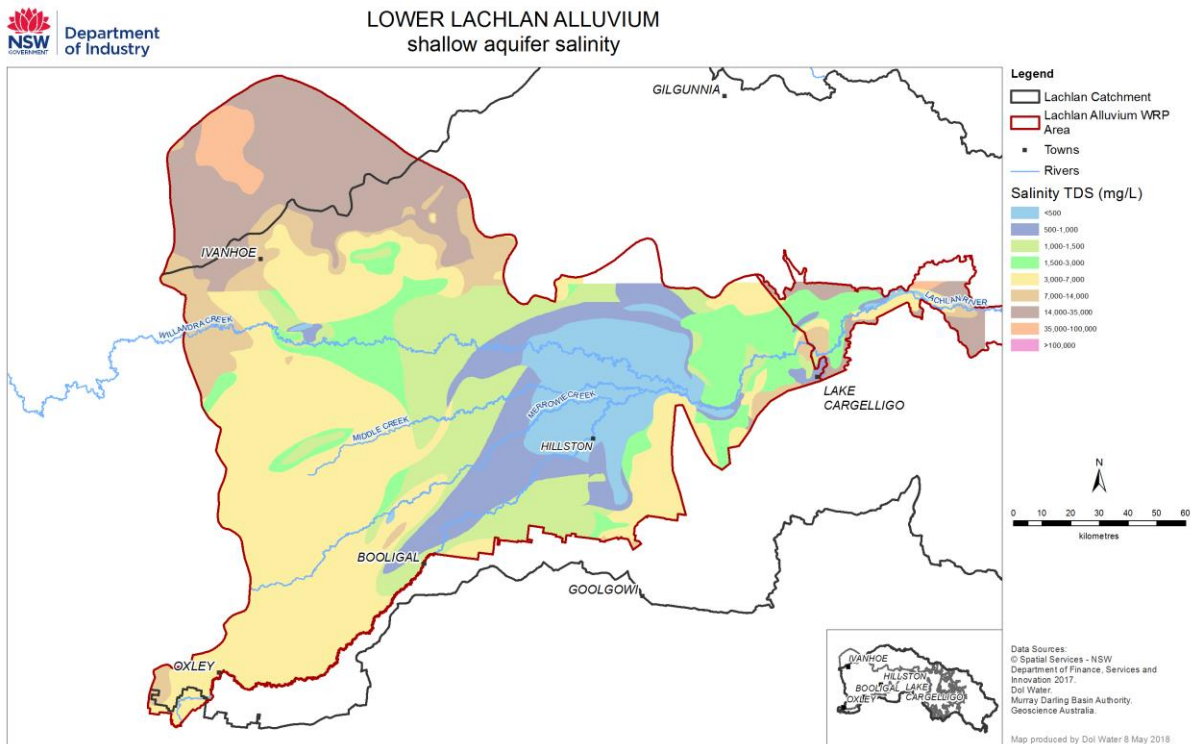 NSW
GOVERNMENT
Department
of Industry
LOWER LACHLAN ALLUVIUM
shallow aquifer salinity
GILGUNNIA
IVANHOE
WILLANDRA CREEK
LACHLAN RIVER
LAKE
CARGELLIGO
MERROWIE CREEK
MIDDLE CREEK
HILLSTON
BOOLIGAL
GOOLGOWI
OXLEY
Legend
Lachlan Catchment
Lachlan Alluvium WRP
Area
Towns
Rivers
Salinity TDS (mg/L)
<500
500-1,000
1,000-1,500
1,500-3,000
3,000-7,000
7,000-14,000
14,000-35,000
35,000-100,000
>100,000
N
0 10 20 30 40 50 60
kilometres
IVANHOE
HILLSTON
BOOLIGAL LAKE
CARGELLIGO
OXLEY
Data Sources:
© Spatial Services - NSW
Department of Finance, Services and
Innovation 2017.
DoI Water.
Murray Darling Basin Authority.
Geoscience Australia.
Map produced by DoI Water 8 May 2018